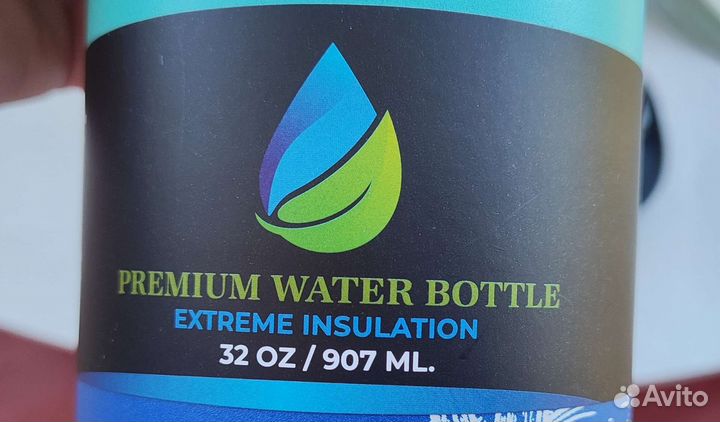 PREMIUM WATER BOTTLE
EXTREME INSULATION
32 OZ / 907 ML.
Avito